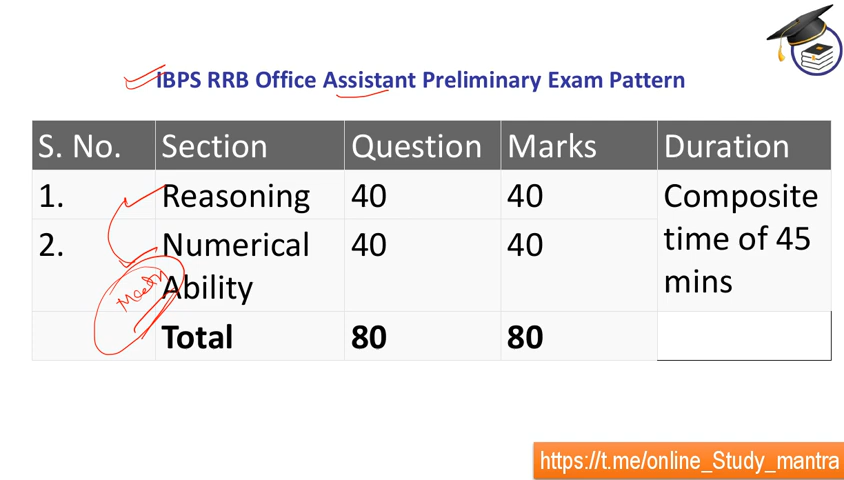 IBPS RRB Office Assistant Preliminary Exam Pattern
S. No. Section Question Marks Duration
1. Reasoning 40 40 Composite time of 45 mins
2. Numerical Ability 40 40
Maths
Total 80 80
https://t.me/online_Study_mantra